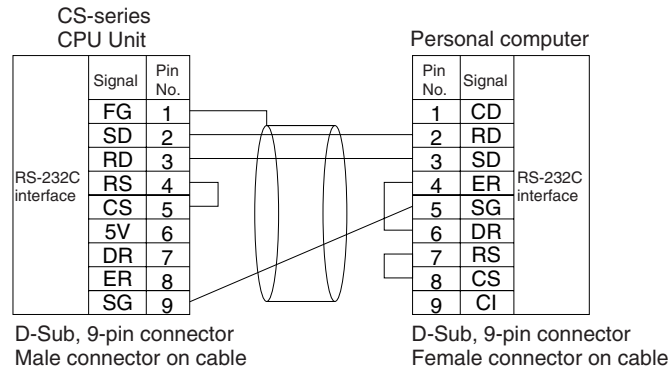 CS-series
CPU Unit
Personal computer
RS-232C
interface
Signal Pin
No.
FG 1
SD 2
RD 3
RS 4
CS 5
5V 6
DR 7
ER 8
SG 9
Pin
No. Signal
1 CD
2 RD
3 SD
4 ER
5 SG
6 DR
7 RS
8 CS
9 CI
RS-232C
interface
D-Sub, 9-pin connector
Male connector on cable
D-Sub, 9-pin connector
Female connector on cable